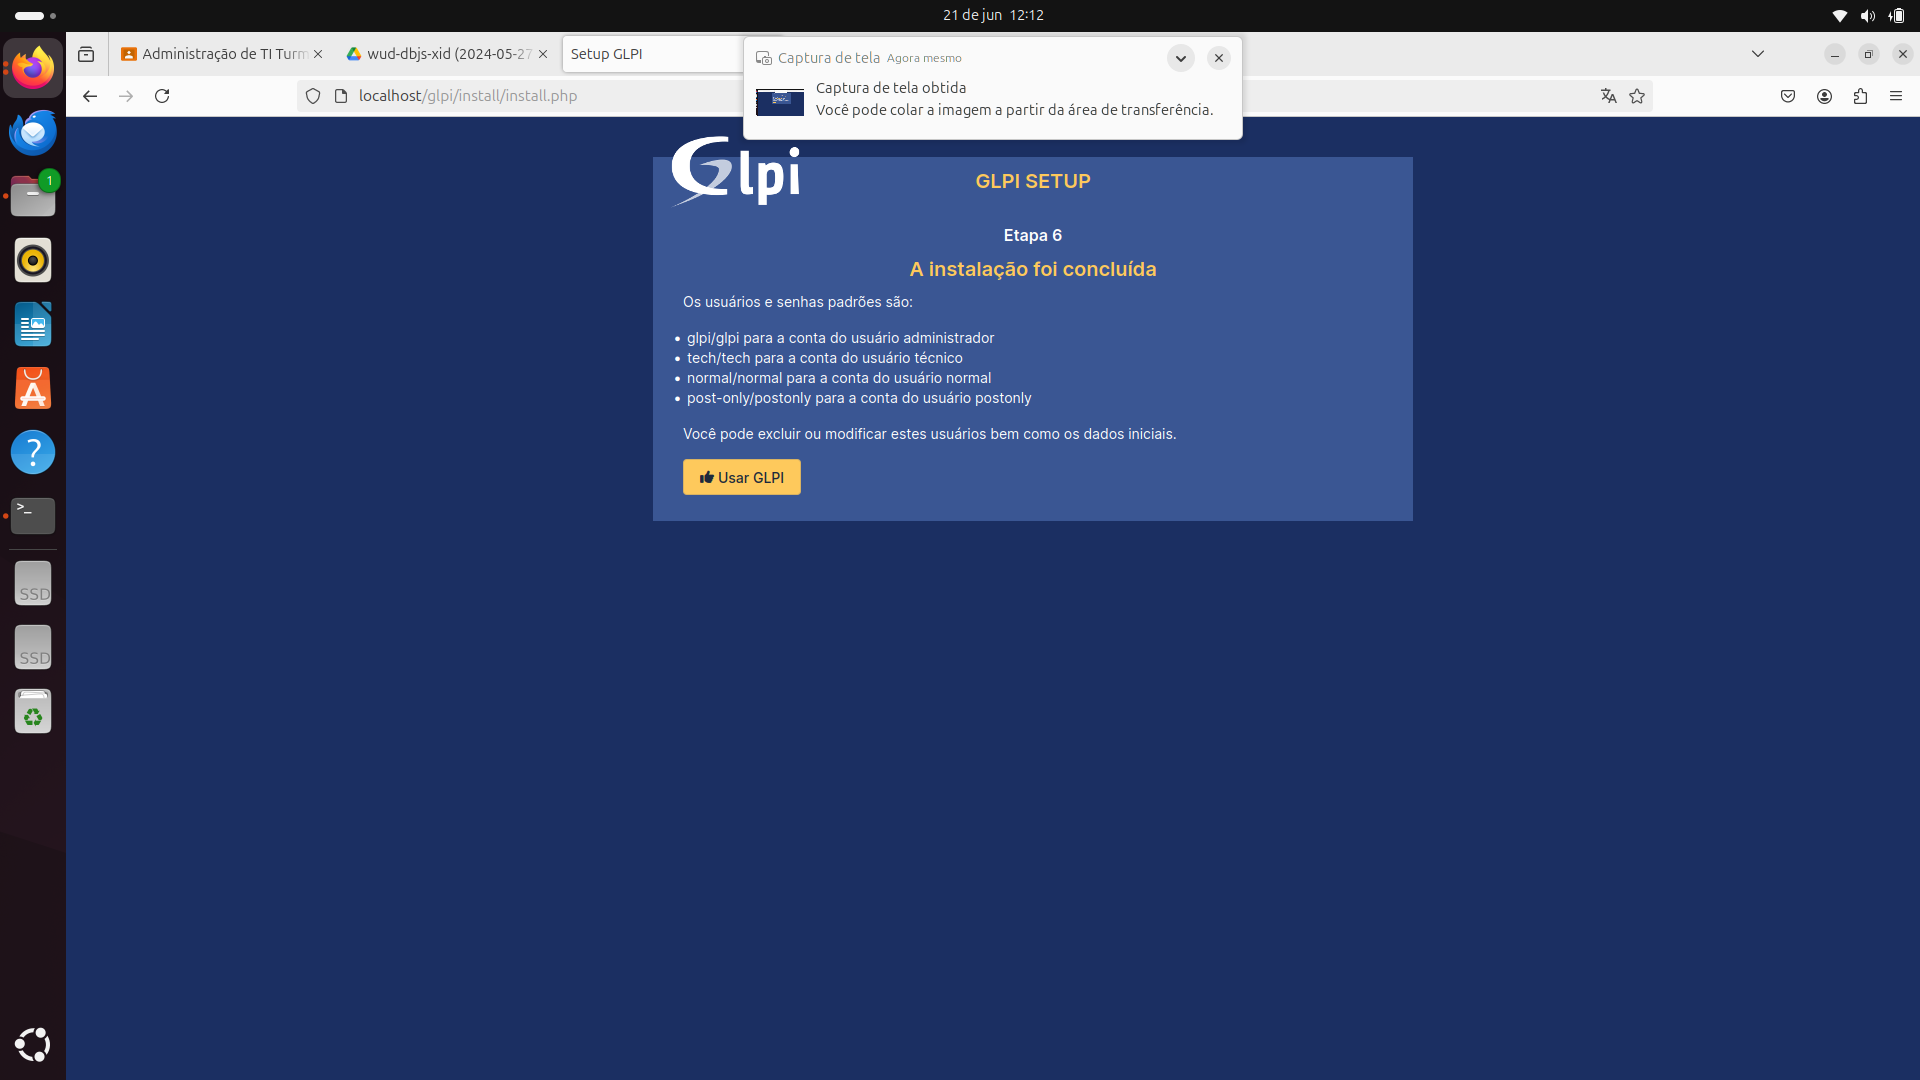 21 de jun 12:12
Administração de TI Turm
wud-dbjs-xid (2024-05-27
Setup GLPI
Captura de tela Agora mesmo
Captura de tela obtida
Você pode colar a imagem a partir da área de transferência.
localhost/glpi/install/install.php
1
Glpi
GLPI SETUP
Etapa 6
A instalação foi concluída
Os usuários e senhas padrões são:
• glpi/glpi para a conta do usuário administrador
• tech/tech para a conta do usuário técnico
• normal/normal para a conta do usuário normal
• post-only/postonly para a conta do usuário postonly
Você pode excluir ou modificar estes usuários bem como os dados iniciais.
Usar GLPI
?
>_
SSD
SSD